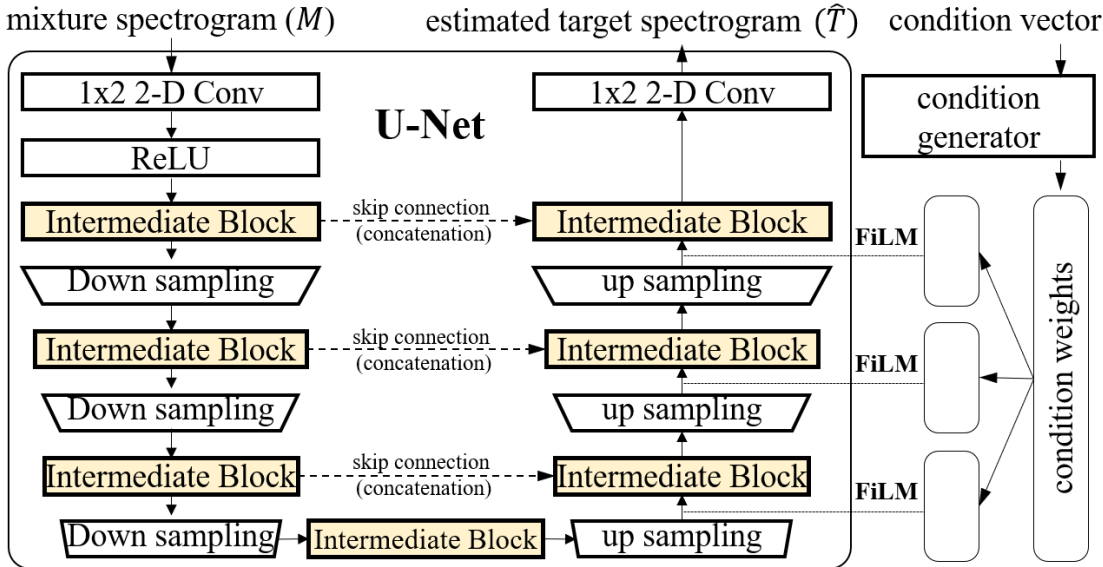 mixture spectrogram (M)
estimated target spectrogram (T̂)
condition vector
1x2 2-D Conv
1x2 2-D Conv
condition
generator
U-Net
ReLU
Intermediate Block
skip connection
(concatenation)
Intermediate Block
FiLM
Down sampling
up sampling
Intermediate Block
skip connection
(concatenation)
Intermediate Block
FiLM
Down sampling
up sampling
Intermediate Block
skip connection
(concatenation)
Intermediate Block
FiLM
Down sampling
Intermediate Block
up sampling
condition weights